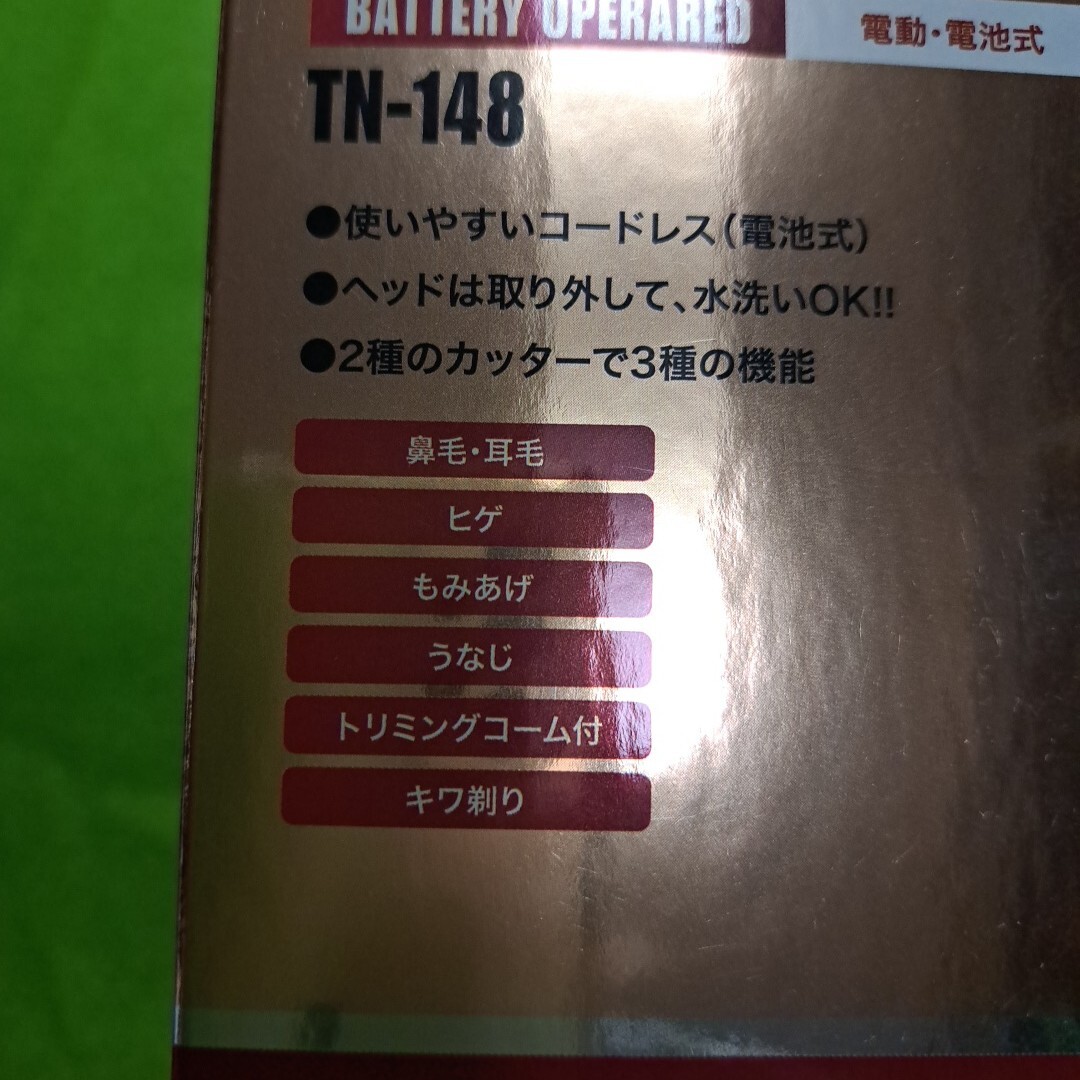 BATTERY OPERARED
電動・電池式
TN-148
●使いやすいコードレス(電池式)
●ヘッドは取り外して、水洗いOK!!
●2種のカッターで3種の機能
鼻毛・耳毛
ヒゲ
もみあげ
うなじ
トリミングコーム付
キワ剃り